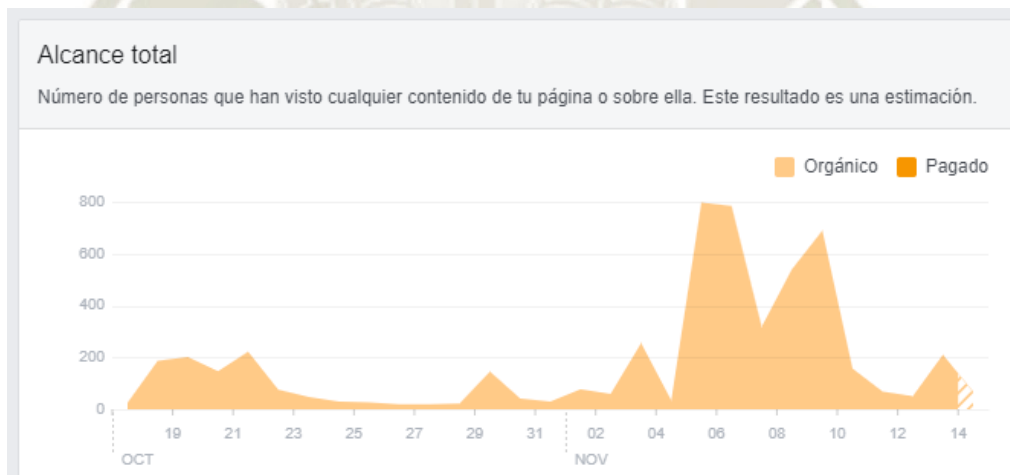 Alcance total
Número de personas que han visto cualquier contenido de tu página o sobre ella. Este resultado es una estimación.
Orgánico Pagado
800
600
400
200
0
19 21 23 25 27 29 31 02 04 06 08 10 12 14
OCT NOV